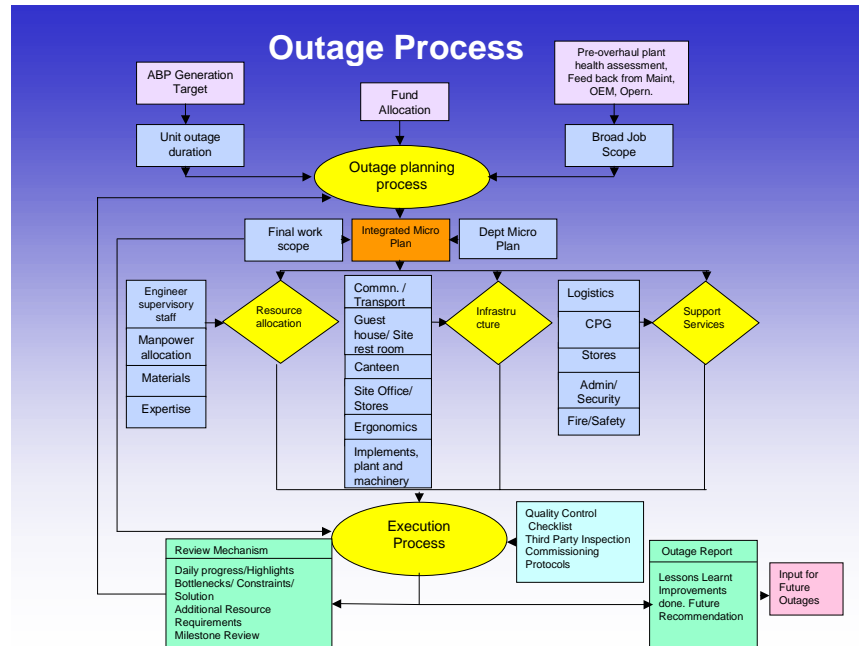 Outage Process
ABP Generation
Target
Fund
Allocation
Pre-overhaul plant
health assessment,
Feed back from Maint,
OEM, Opern.
Unit outage
duration
Broad Job
Scope
Outage planning
process
Final work
scope
Integrated Micro
Plan
Dept Micro
Plan
Engineer
supervisory
staff
Manpower
allocation
Materials
Expertise
Resource
allocation
Commn. /
Transport
Guest
house/ Site
rest room
Canteen
Site Office/
Stores
Ergonomics
Implements,
plant and
machinery
Infrastru
cture
Logistics
CPG
Stores
Admin/
Security
Fire/Safety
Support
Services
Execution
Process
Quality Control
Checklist
Third Party Inspection
Commissioning
Protocols
Review Mechanism
Daily progress/Highlights
Bottlenecks/ Constraints/
Solution
Additional Resource
Requirements
Milestone Review
Outage Report
Lessons Learnt
Improvements
done. Future
Recommendation
Input for
Future
Outages